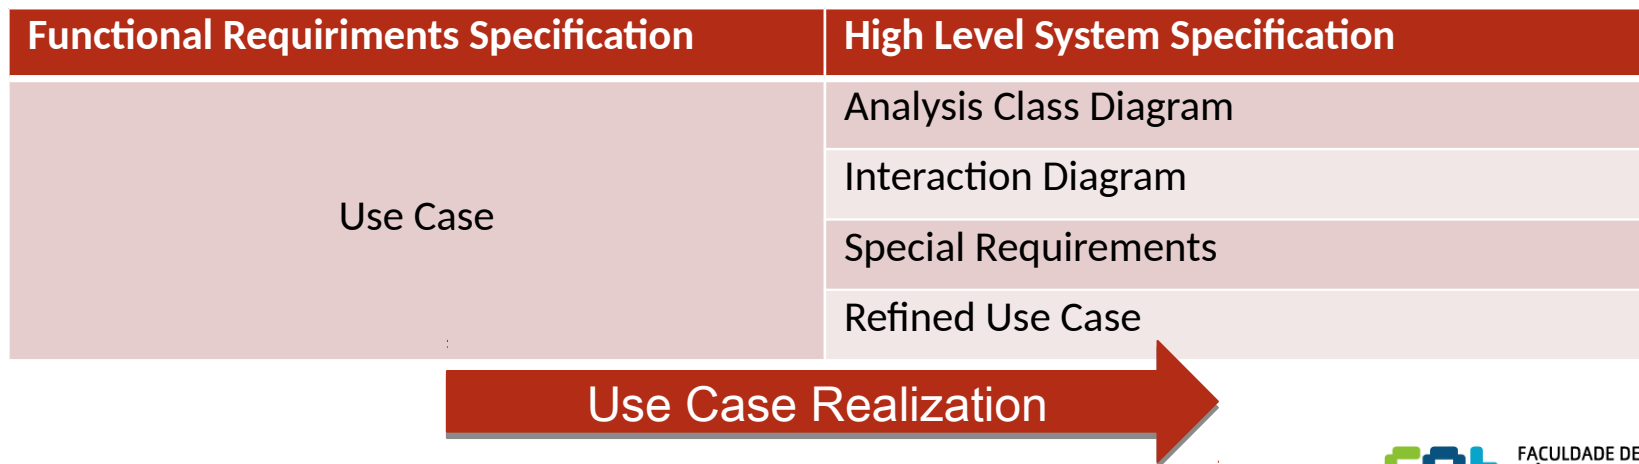 Functional Requiriments Specification
High Level System Specification
Use Case
Analysis Class Diagram
Interaction Diagram
Special Requirements
Refined Use Case
Use Case Realization
FACULDADE DE